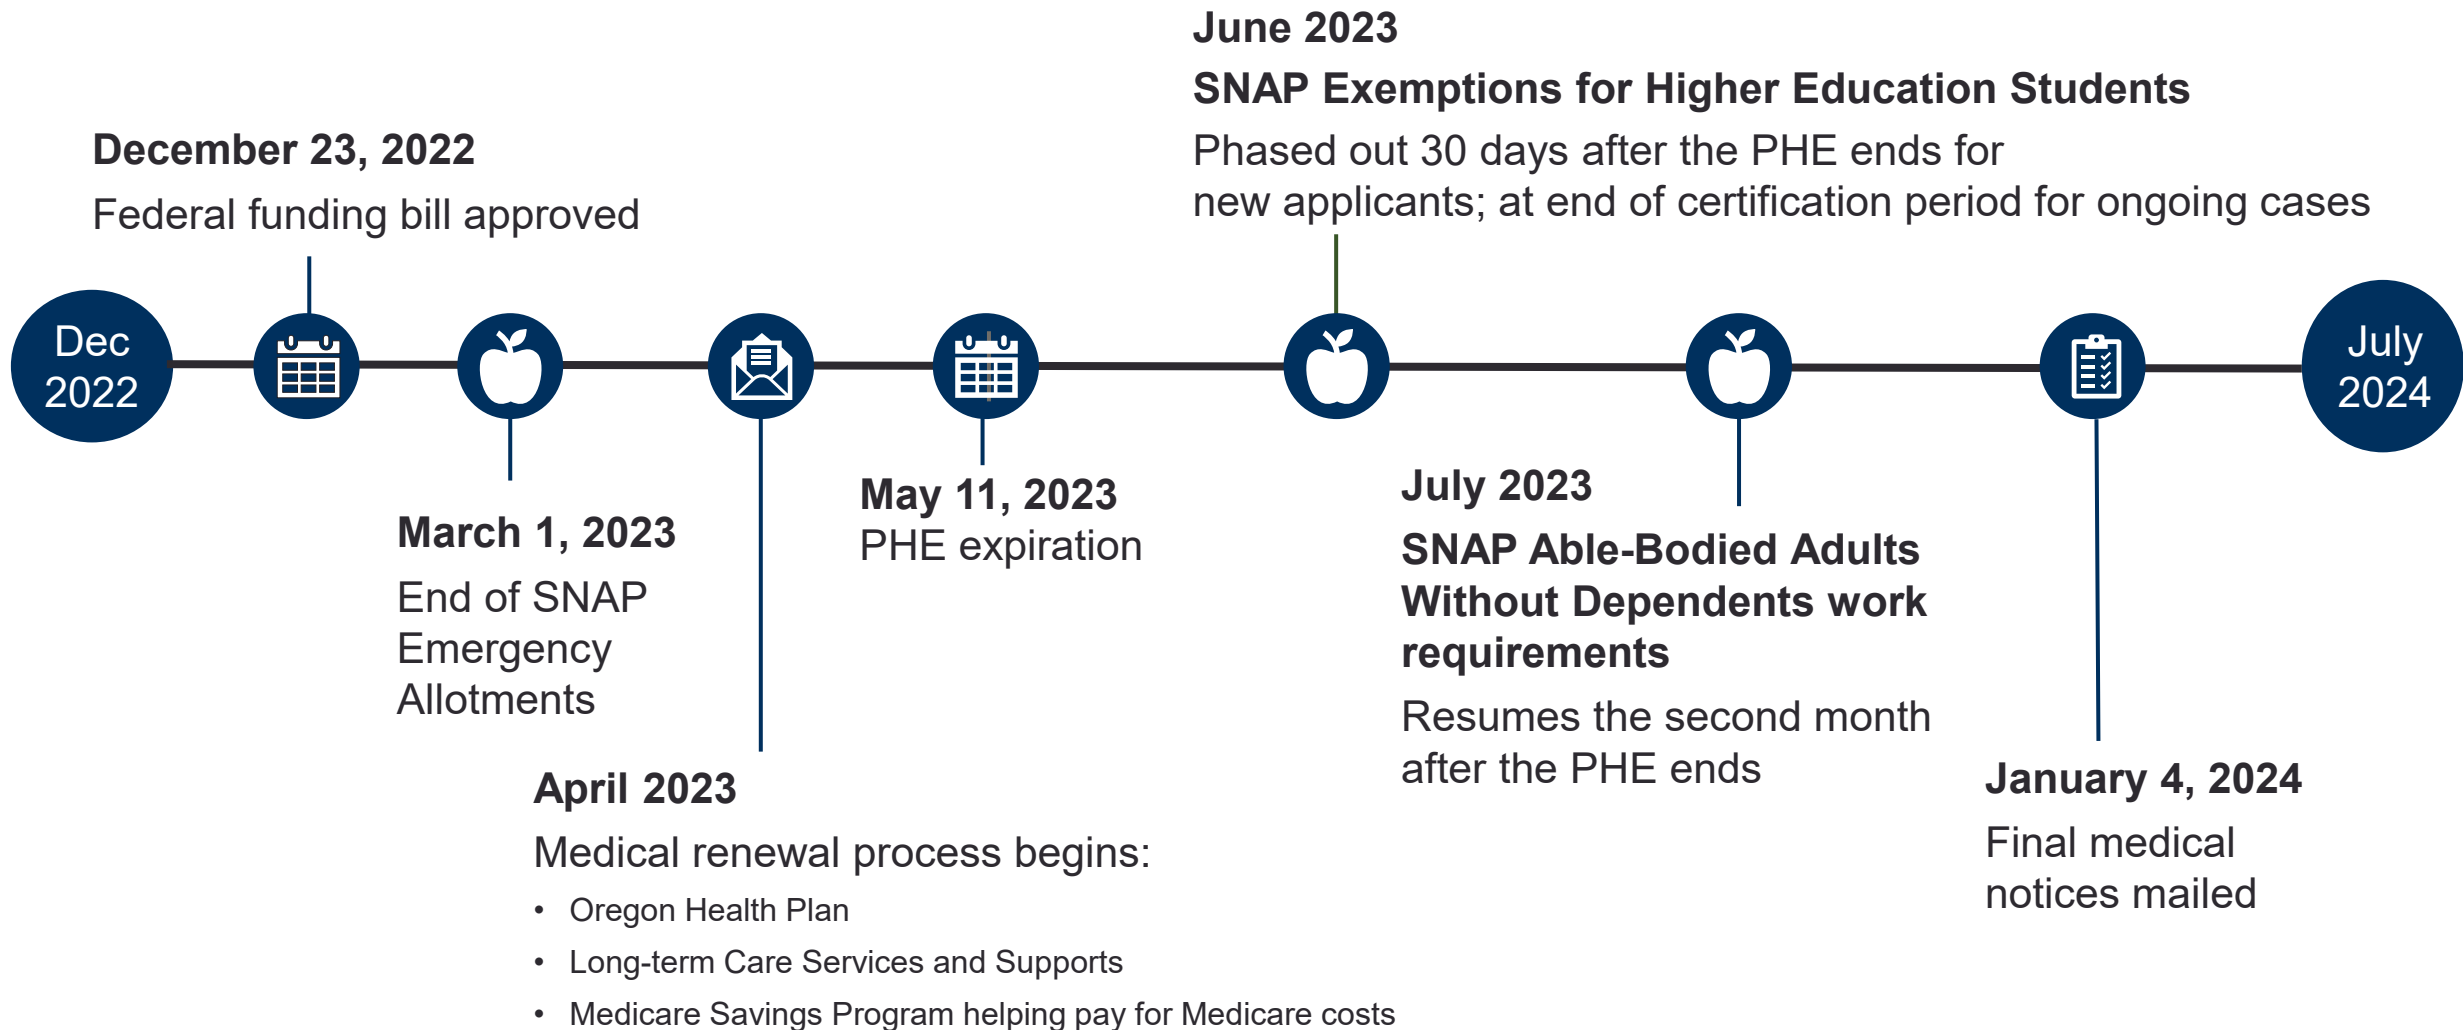 June 2023
SNAP Exemptions for Higher Education Students
Phased out 30 days after the PHE ends for
new applicants; at end of certification period for ongoing cases
December 23, 2022
Federal funding bill approved
Dec
2022
July
2024
March 1, 2023
End of SNAP
Emergency
Allotments
April 2023
Medical renewal process begins:
• Oregon Health Plan
• Long-term Care Services and Supports
• Medicare Savings Program helping pay for Medicare costs
May 11, 2023
PHE expiration
July 2023
SNAP Able-Bodied Adults
Without Dependents work
requirements
Resumes the second month
after the PHE ends
January 4, 2024
Final medical
notices mailed